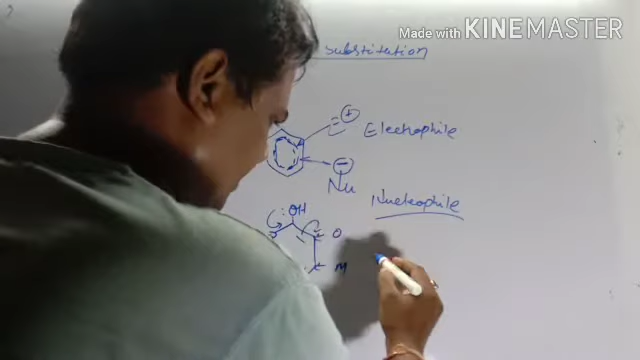 Made with KINEMASTER
Substitution
E ⊕ Electrophile
⊖
Nu
Nucleophile
:OH
O
M